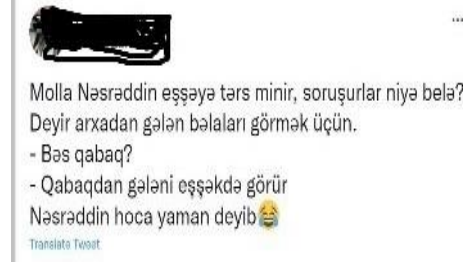 Molla Nəsrəddin eşşəyə tərs minir, soruşurlar niyə belə?
Deyir arxadan gələn bəlaları görmək üçün.
- Bəs qabaq?
- Qabaqdan gələni eşşəkdə görür
Nəsrəddin hoca yaman deyib😂
Translate Tweet